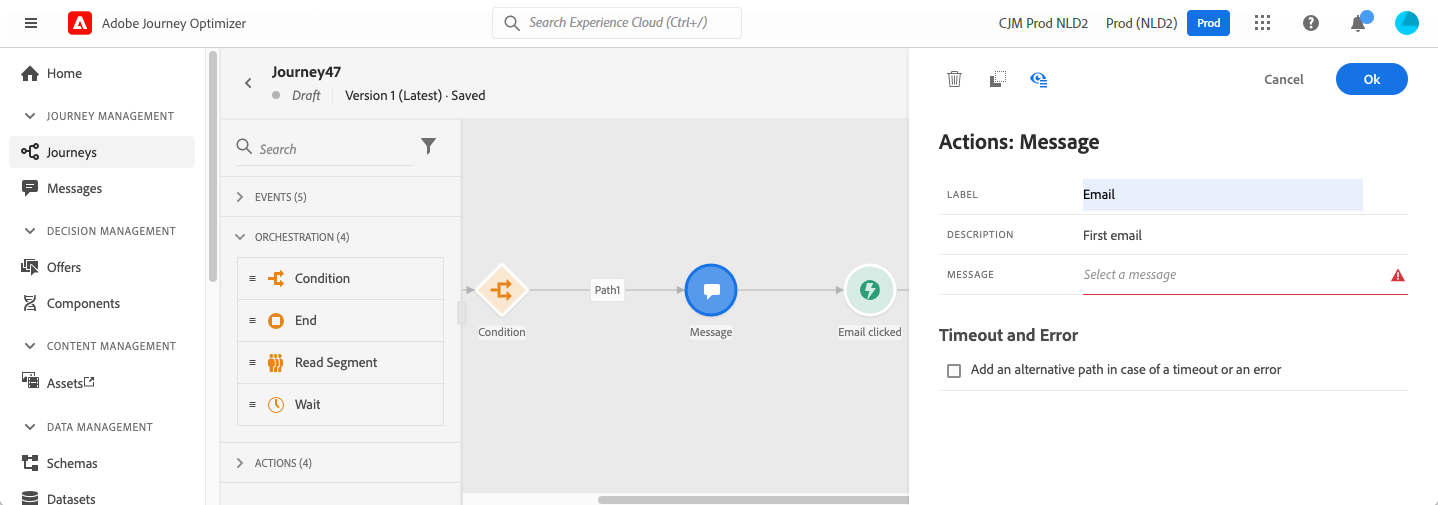 Adobe Journey Optimizer
Search Experience Cloud (Ctrl+/)
CJM Prod NLD2
Prod (NLD2)
Prod
Home
JOURNEY MANAGEMENT
Journeys
Messages
DECISION MANAGEMENT
Offers
Components
CONTENT MANAGEMENT
Assets
DATA MANAGEMENT
Schemas
Datasets
Journey47
Draft
Version 1 (Latest) · Saved
Search
EVENTS (5)
ORCHESTRATION (4)
Condition
End
Read Segment
Wait
ACTIONS (4)
Condition
Path1
Message
Email clicked
Cancel
Ok
Actions: Message
LABEL
Email
DESCRIPTION
First email
MESSAGE
Select a message
Timeout and Error
Add an alternative path in case of a timeout or an error